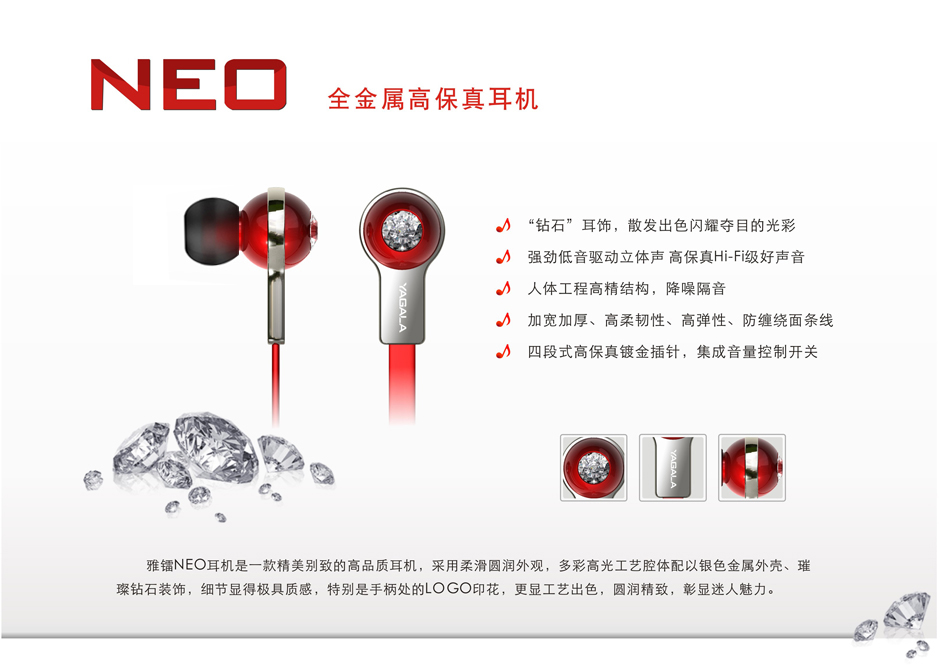 NEO
全金属高保真耳机
“钻石”耳饰，散发出色闪耀夺目的光彩
强劲低音驱动立体声 高保真Hi-Fi级好声音
人体工程高精结构，降噪隔音
加宽加厚、高柔韧性、高弹性、防缠绕面条线
四段式高保真镀金插针，集成音量控制开关
YAGALA
YAGALA
雅镭NEO耳机是一款精美别致的高品质耳机，采用柔滑圆润外观，多彩高光工艺腔体配以银色金属外壳、璀
璨钻石装饰，细节显得极具质感，特别是手柄处的LOGO印花，更显工艺出色，圆润精致，彰显迷人魅力。